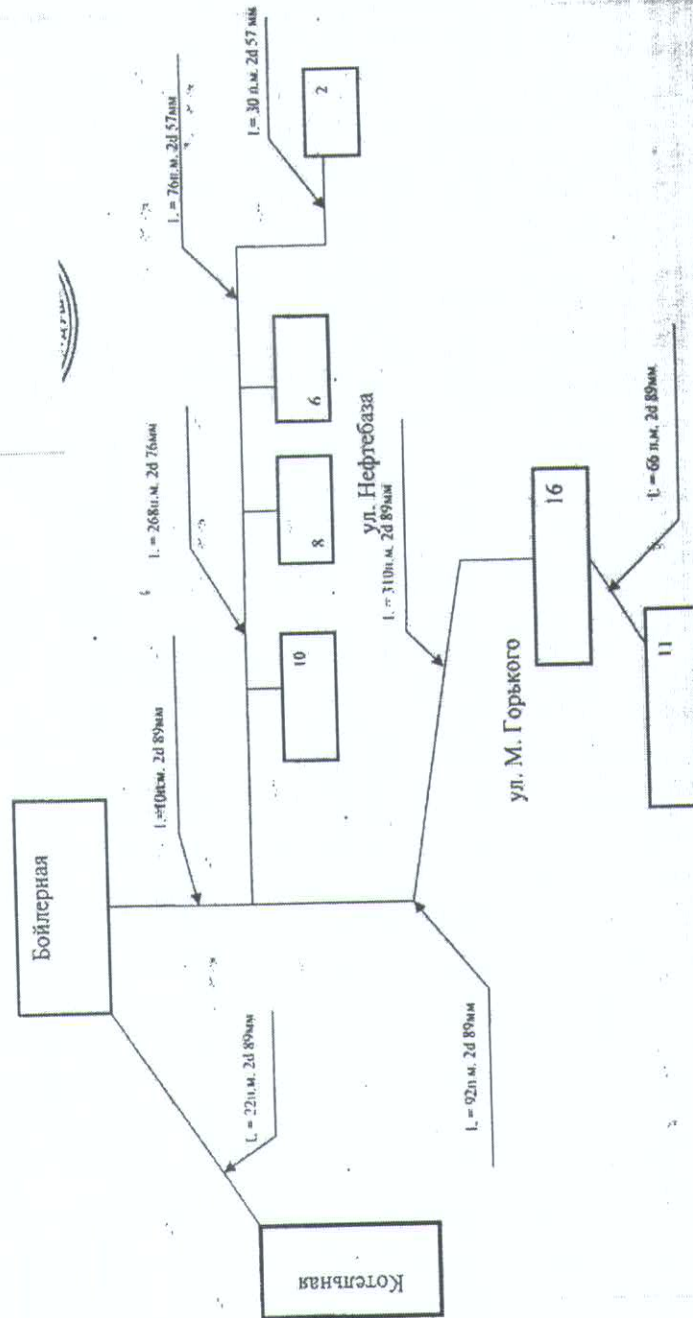 Бойлерная
Котельная
L = 22п.м. 2d 89мм
L = 10п.м. 2d 89мм
L = 268п.м. 2d 76мм
L = 76п.м. 2d 57мм
L = 30 п.м. 2d 57 мм
10
8
6
2
ул. Нефтебаза
L = 310п.м. 2d 89мм
L = 92п.м. 2d 89мм
ул. М. Горького
16
L = 66 п.м. 2d 89мм
11